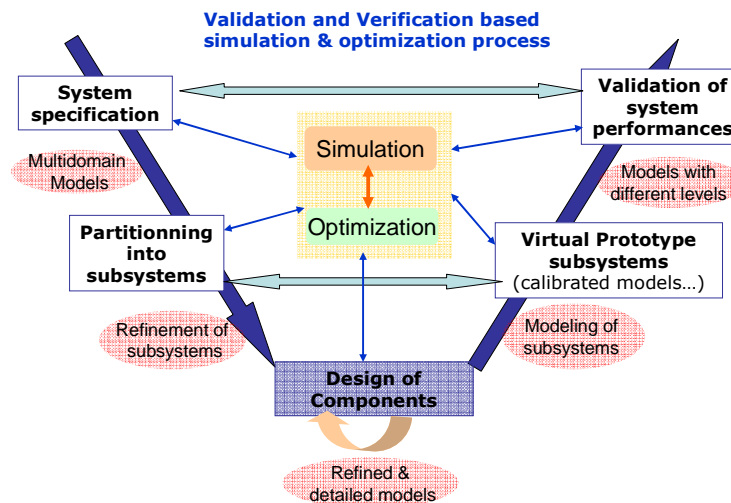 Validation and Verification based
simulation & optimization process
System
specification
Validation of
system
performances
Simulation
Multidomain
Models
Models with
different levels
Optimization
Partitionning
into
subsystems
Virtual Prototype
subsystems
(calibrated models...)
Refinement of
subsystems
Modeling of
subsystems
Design of
Components
Refined &
detailed models